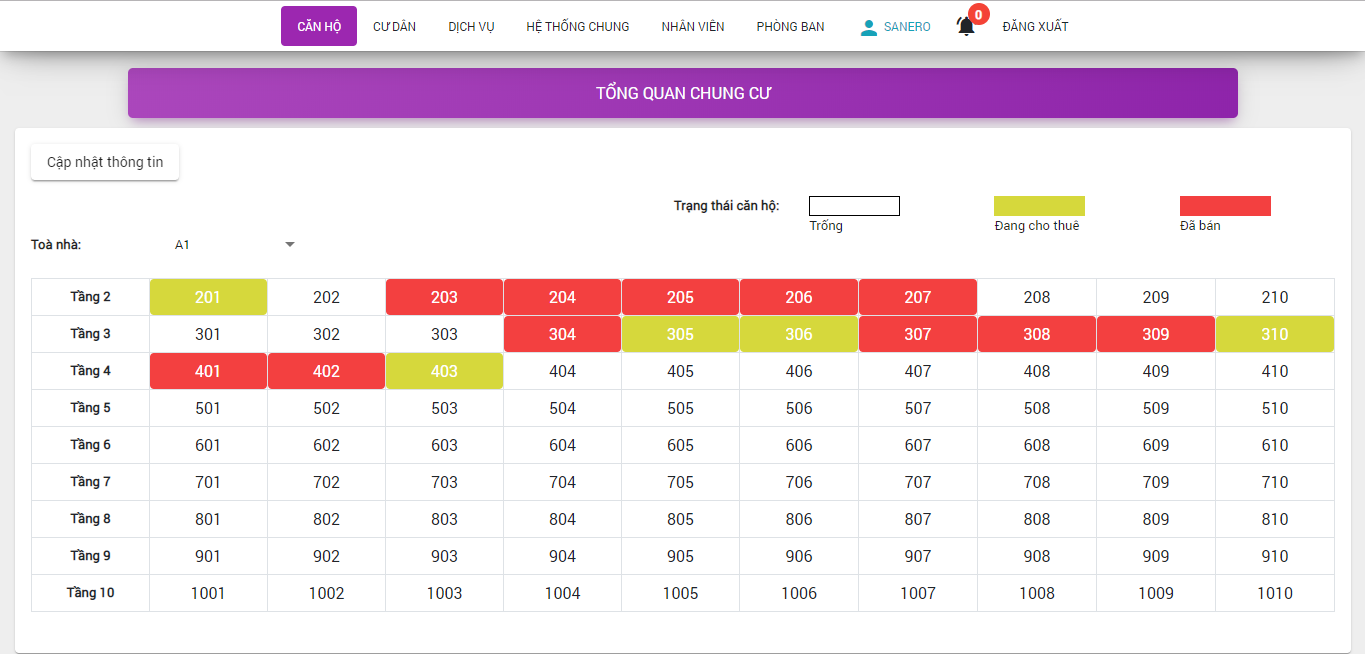 CĂN HỘ CƯ DÂN DỊCH VỤ HỆ THỐNG CHUNG NHÂN VIÊN PHÒNG BAN SANERO 0 ĐĂNG XUẤT
TỔNG QUAN CHUNG CƯ
Cập nhật thông tin
Trạng thái căn hộ:
Trống Đang cho thuê Đã bán
Toà nhà: A1
Tầng 2 201 202 203 204 205 206 207 208 209 210
Tầng 3 301 302 303 304 305 306 307 308 309 310
Tầng 4 401 402 403 404 405 406 407 408 409 410
Tầng 5 501 502 503 504 505 506 507 508 509 510
Tầng 6 601 602 603 604 605 606 607 608 609 610
Tầng 7 701 702 703 704 705 706 707 708 709 710
Tầng 8 801 802 803 804 805 806 807 808 809 810
Tầng 9 901 902 903 904 905 906 907 908 909 910
Tầng 10 1001 1002 1003 1004 1005 1006 1007 1008 1009 1010